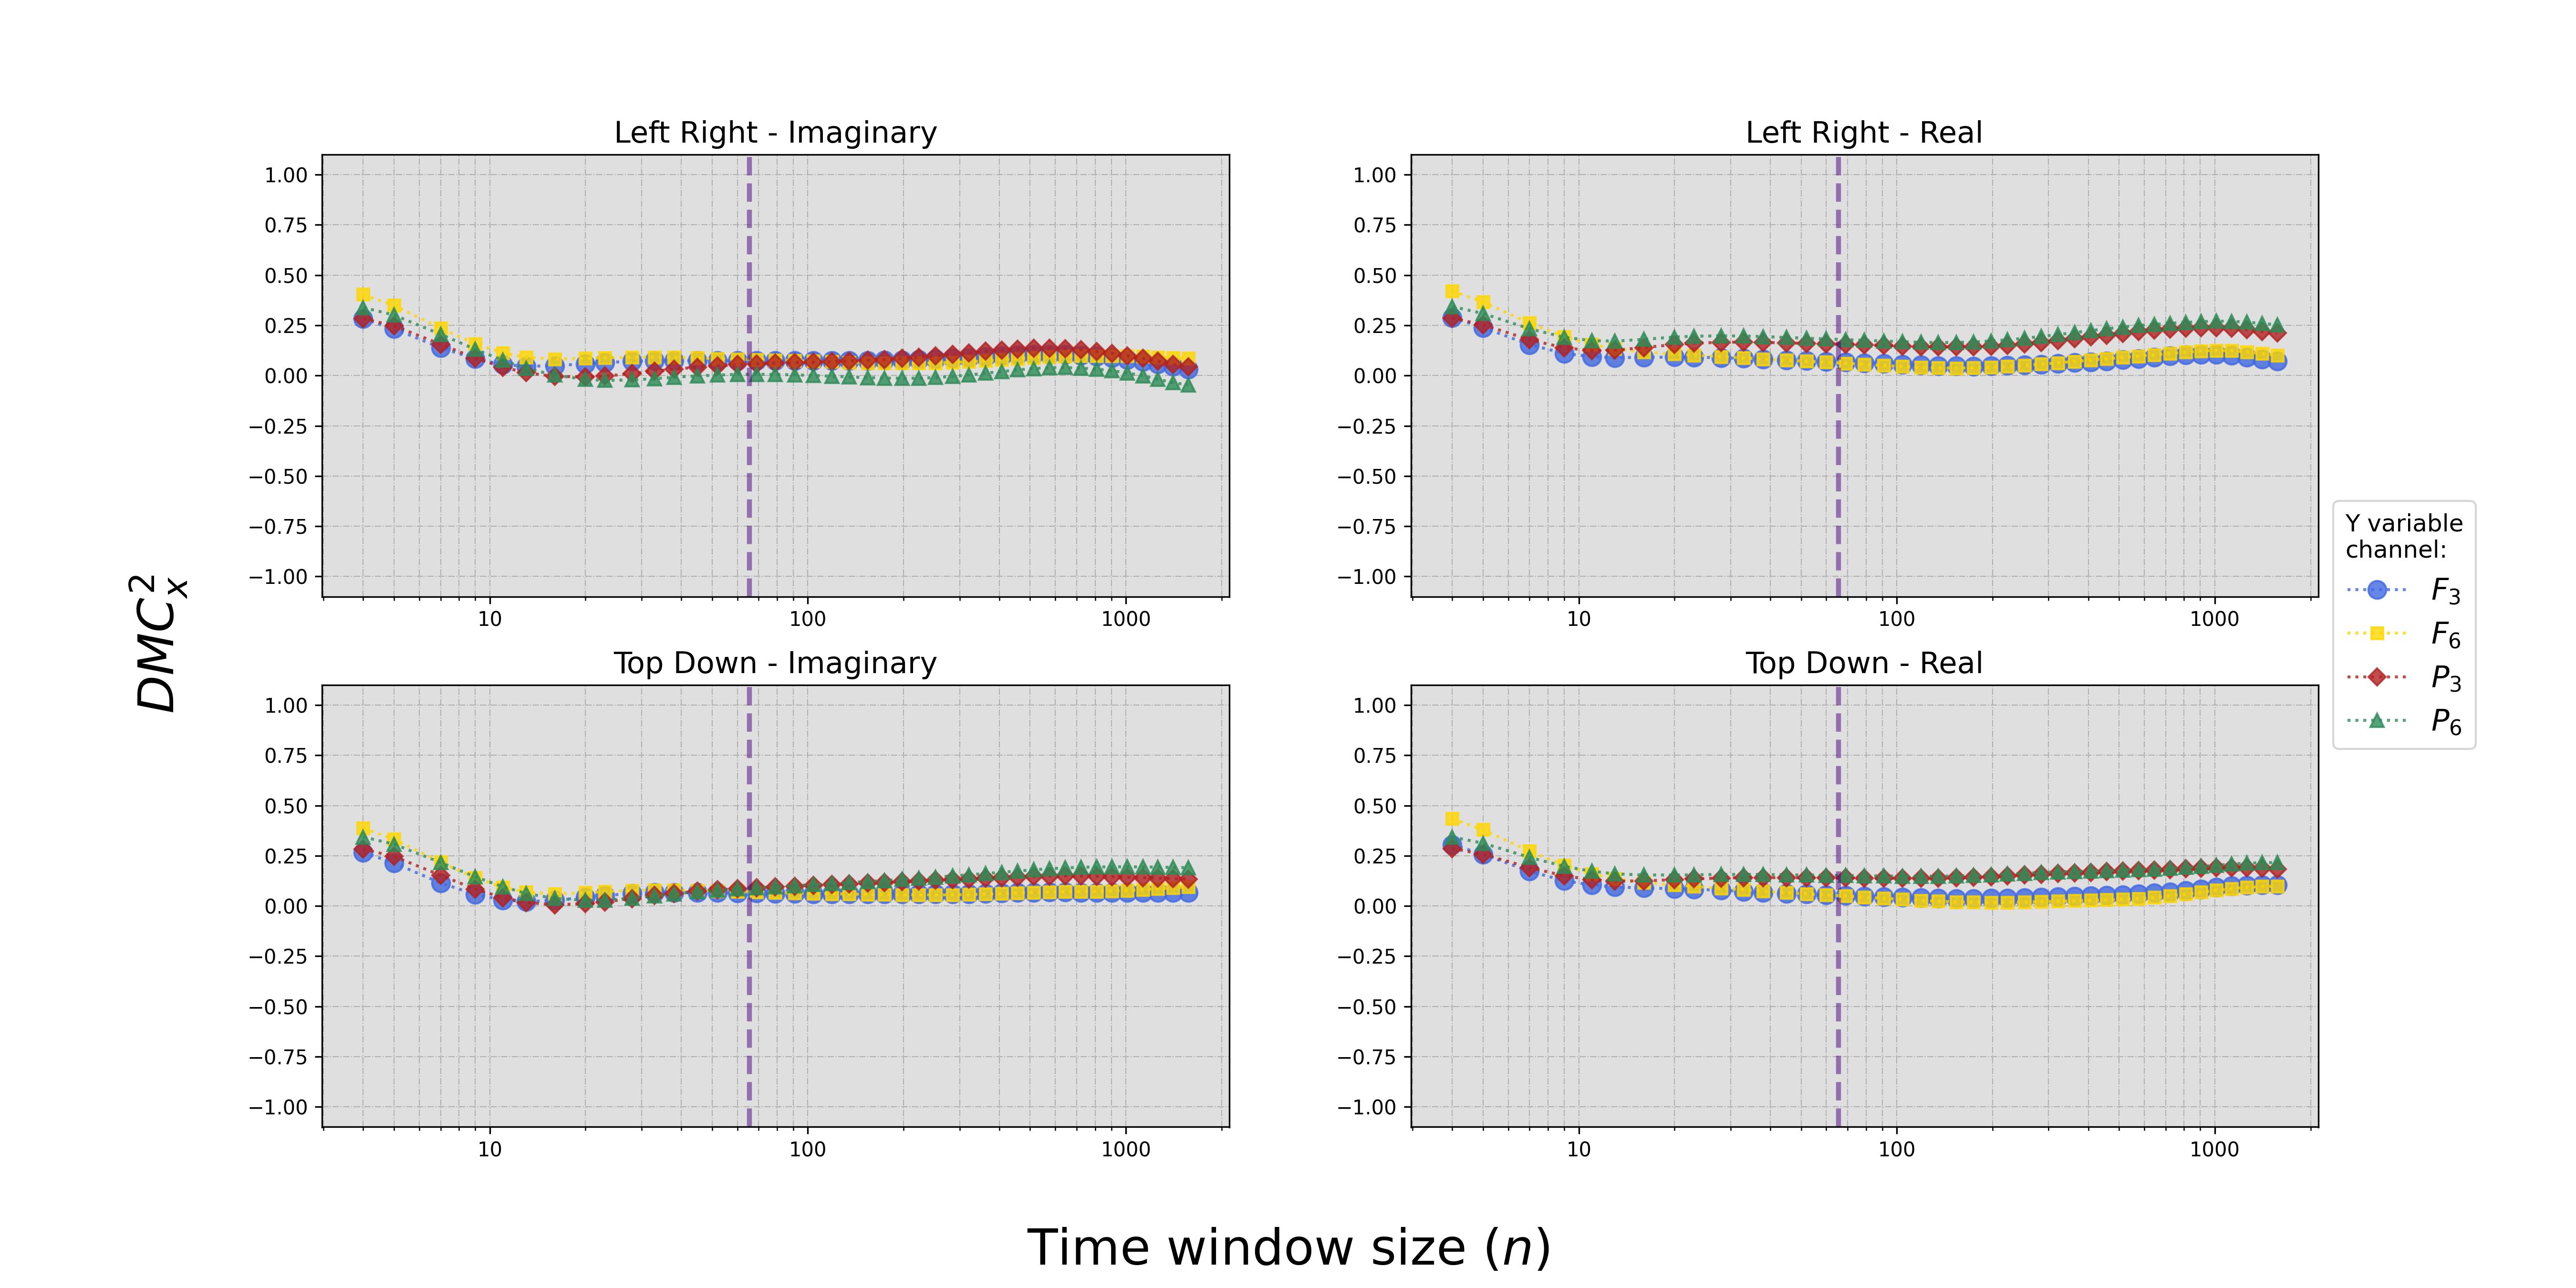 Left Right - Imaginary
1.00
0.75
0.50
0.25
0.00
−0.25
−0.50
−0.75
−1.00
10 100 1000
Left Right - Real
1.00
0.75
0.50
0.25
0.00
−0.25
−0.50
−0.75
−1.00
10 100 1000
Top Down - Imaginary
1.00
0.75
0.50
0.25
0.00
−0.25
−0.50
−0.75
−1.00
10 100 1000
Top Down - Real
1.00
0.75
0.50
0.25
0.00
−0.25
−0.50
−0.75
−1.00
10 100 1000
Y variable
channel:
F₃
F₆
P₃
P₆
DMC²ₓ
Time window size (n)